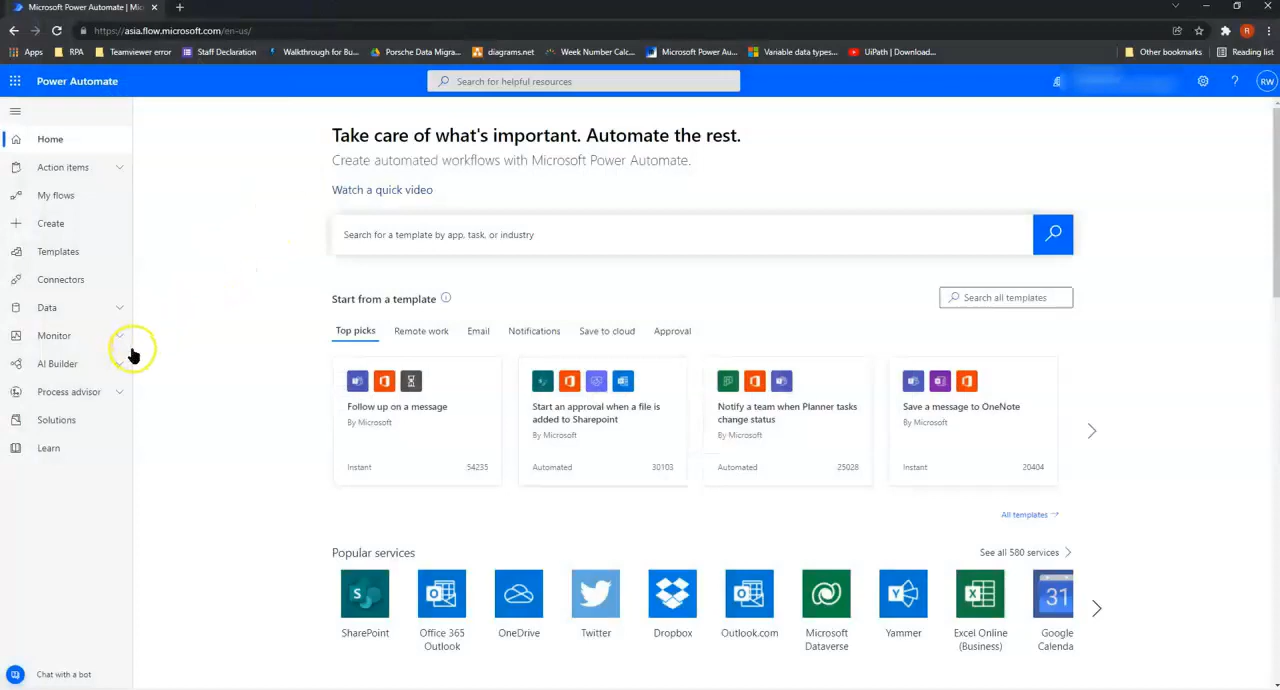 Microsoft Power Automate | Mic
https://asia.flow.microsoft.com/en-us/
R
Apps
RPA
Teamviewer error
Staff Declaration
Walkthrough for Bu...
Porsche Data Migra...
diagrams.net
Week Number Calc...
Microsoft Power Au...
Variable data types...
UiPath | Download...
Other bookmarks
Reading list
Power Automate
Search for helpful resources
RW
Home
Action items
My flows
Create
Templates
Connectors
Data
Monitor
AI Builder
Process advisor
Solutions
Learn
Chat with a bot
Take care of what's important. Automate the rest.
Create automated workflows with Microsoft Power Automate.
Watch a quick video
Search for a template by app, task, or industry
Start from a template
Search all templates
Top picks
Remote work
Email
Notifications
Save to cloud
Approval
Follow up on a message
By Microsoft
Instant
54235
Start an approval when a file is
added to Sharepoint
By Microsoft
Automated
30103
Notify a team when Planner tasks
change status
By Microsoft
Automated
25028
Save a message to OneNote
By Microsoft
Instant
20404
All templates
Popular services
See all 580 services
SharePoint
Office 365
Outlook
OneDrive
Twitter
Dropbox
Outlook.com
Microsoft
Dataverse
Yammer
Excel Online
(Business)
31
Google
Calenda